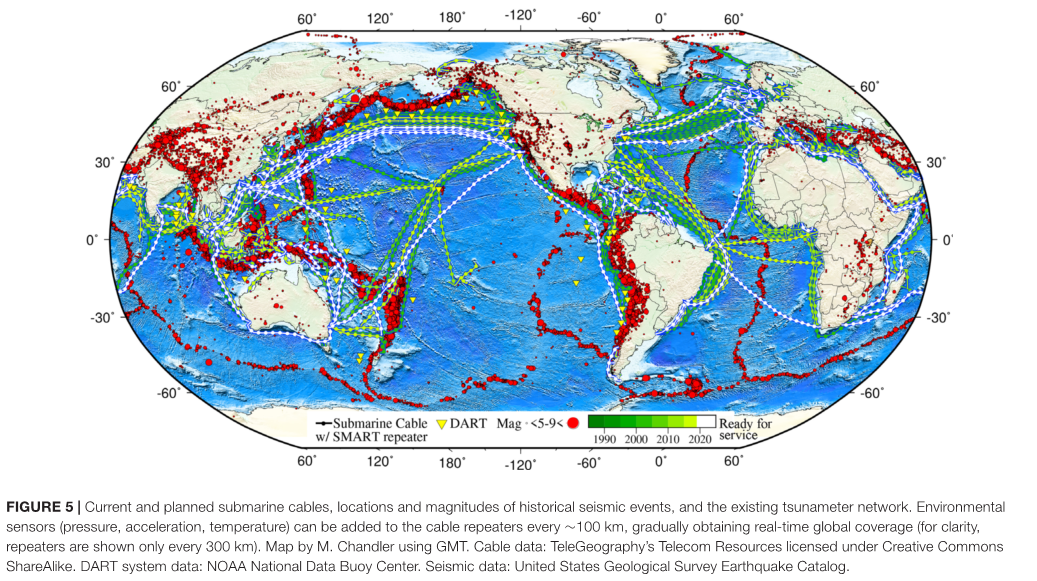 60˚ 120˚ 180˚ -120˚ -60˚ 0˚ 60˚
60˚ 60˚
30˚ 30˚
0˚ 0˚
-30˚ -30˚
-60˚ -60˚
Submarine Cable
w/ SMART repeater
DART
Mag <5-9<
1990 2000 2010 2020
Ready for
service
60˚ 120˚ 180˚ -120˚ -60˚ 0˚ 60˚
FIGURE 5 | Current and planned submarine cables, locations and magnitudes of historical seismic events, and the existing tsunameter network. Environmental
sensors (pressure, acceleration, temperature) can be added to the cable repeaters every ∼100 km, gradually obtaining real-time global coverage (for clarity,
repeaters are shown only every 300 km). Map by M. Chandler using GMT. Cable data: TeleGeography's Telecom Resources licensed under Creative Commons
ShareAlike. DART system data: NOAA National Data Buoy Center. Seismic data: United States Geological Survey Earthquake Catalog.